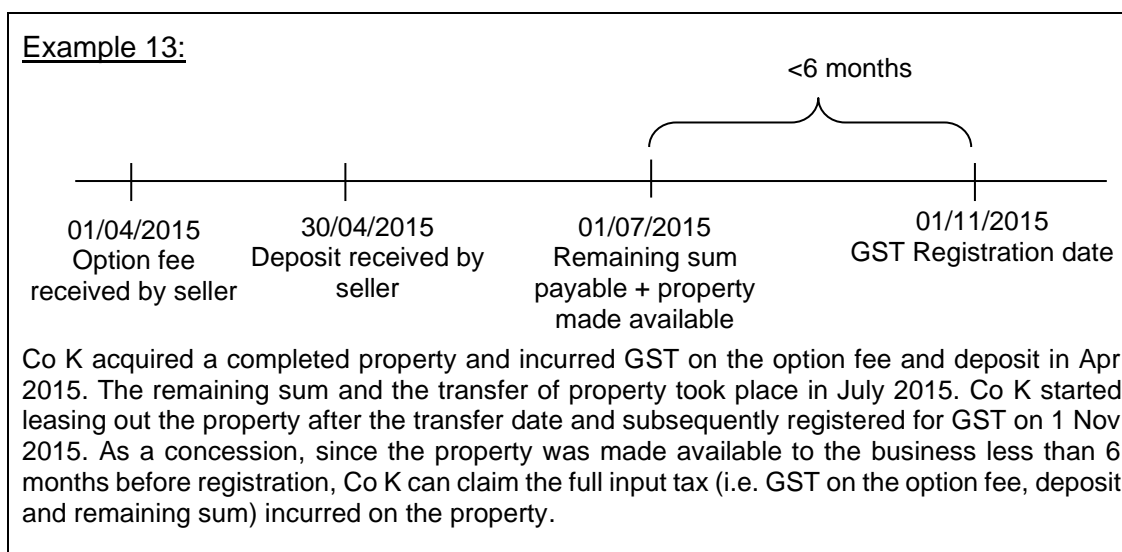 Example 13:
<6 months
01/04/2015
Option fee
received by seller
30/04/2015
Deposit received by
seller
01/07/2015
Remaining sum
payable + property
made available
01/11/2015
GST Registration date
Co K acquired a completed property and incurred GST on the option fee and deposit in Apr
2015. The remaining sum and the transfer of property took place in July 2015. Co K started
leasing out the property after the transfer date and subsequently registered for GST on 1 Nov
2015. As a concession, since the property was made available to the business less than 6
months before registration, Co K can claim the full input tax (i.e. GST on the option fee, deposit
and remaining sum) incurred on the property.